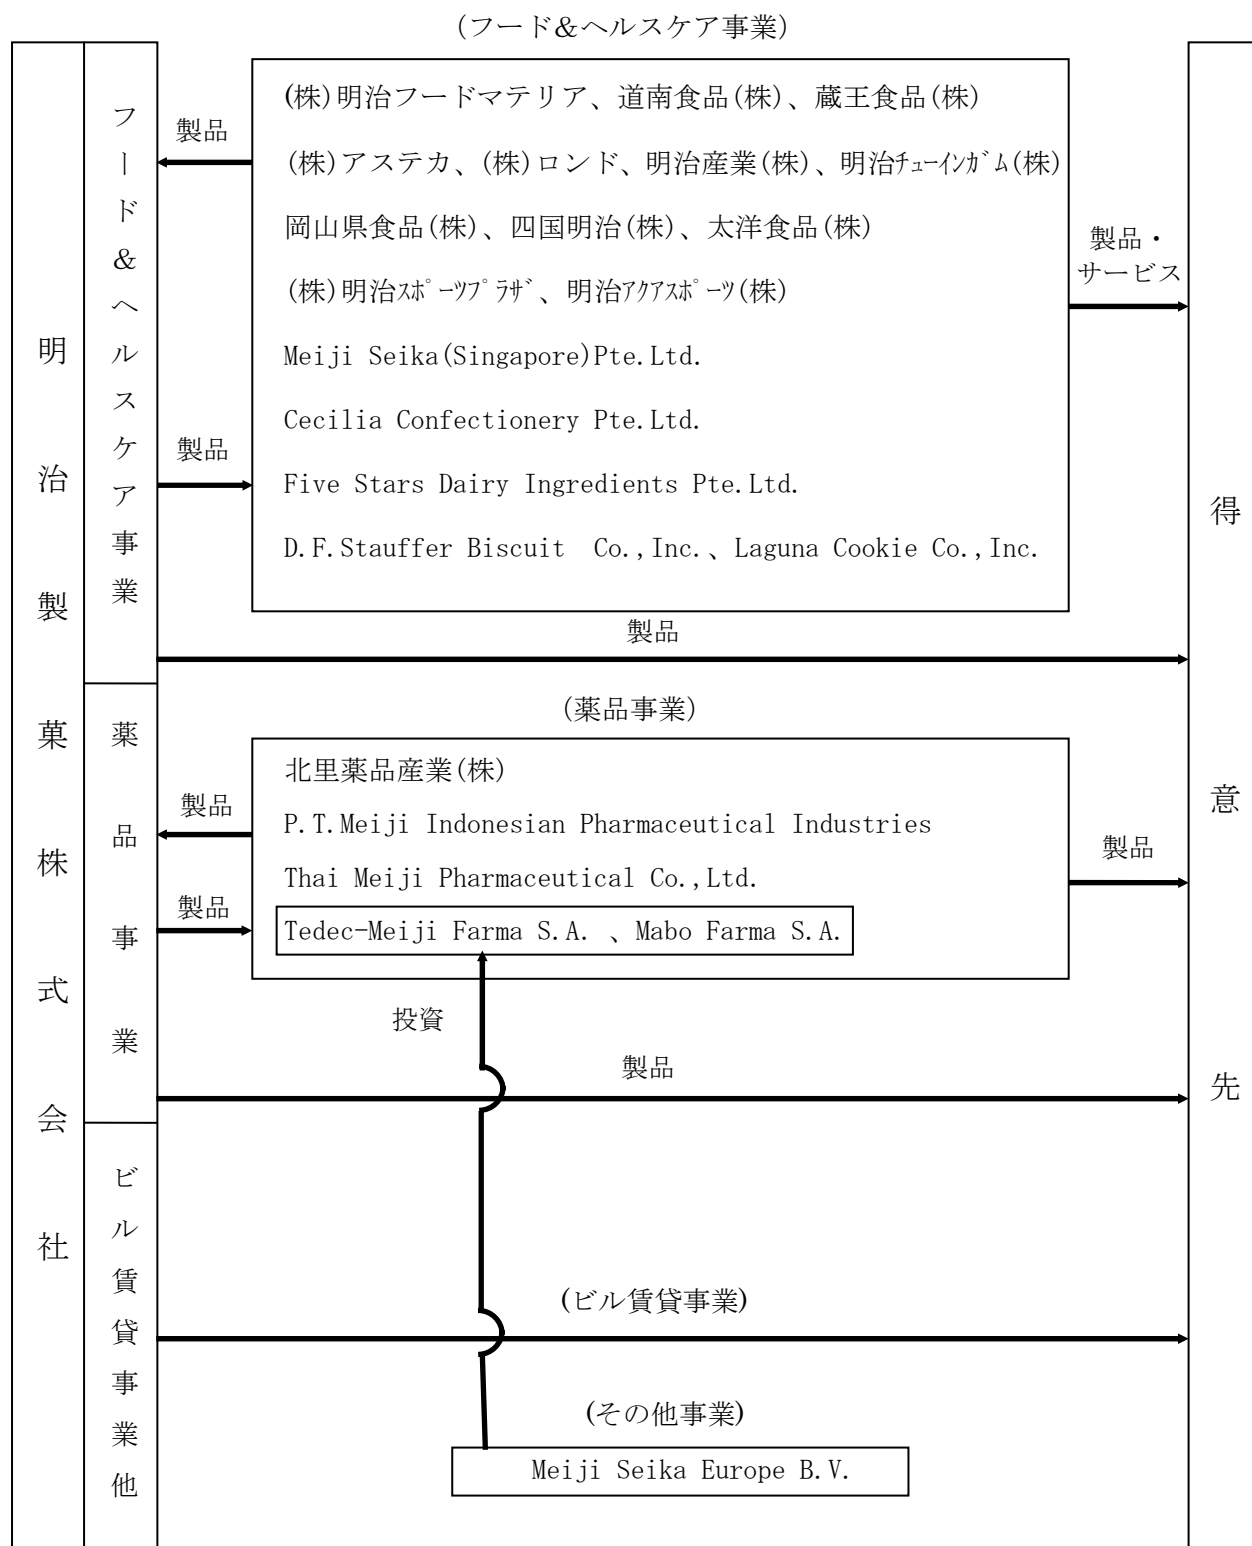 (フード&ヘルスケア事業)
明治製菓株式会社
フード&ヘルスケア事業
製品
(株)明治フードマテリア、道南食品(株)、蔵王食品(株)
(株)アステカ、(株)ロンド、明治産業(株)、明治ﾁｭｰｲﾝｶﾞﾑ(株)
岡山県食品(株)、四国明治(株)、太洋食品(株)
(株)明治ｽﾎﾟｰﾂﾌﾟﾗｻﾞ、明治ｱｸｱｽﾎﾟｰﾂ(株)
Meiji Seika(Singapore)Pte.Ltd.
Cecilia Confectionery Pte.Ltd.
製品
Five Stars Dairy Ingredients Pte.Ltd.
D.F.Stauffer Biscuit　Co.,Inc.、Laguna Cookie Co.,Inc.
製品・
サービス
得意先
製品
薬品事業
(薬品事業)
北里薬品産業(株)
製品
P.T.Meiji Indonesian Pharmaceutical Industries
Thai Meiji Pharmaceutical Co.,Ltd.
製品
製品
Tedec-Meiji Farma S.A. 、Mabo Farma S.A.
投資
製品
ビル賃貸事業他
(ビル賃貸事業)
(その他事業)
Meiji Seika Europe B.V.